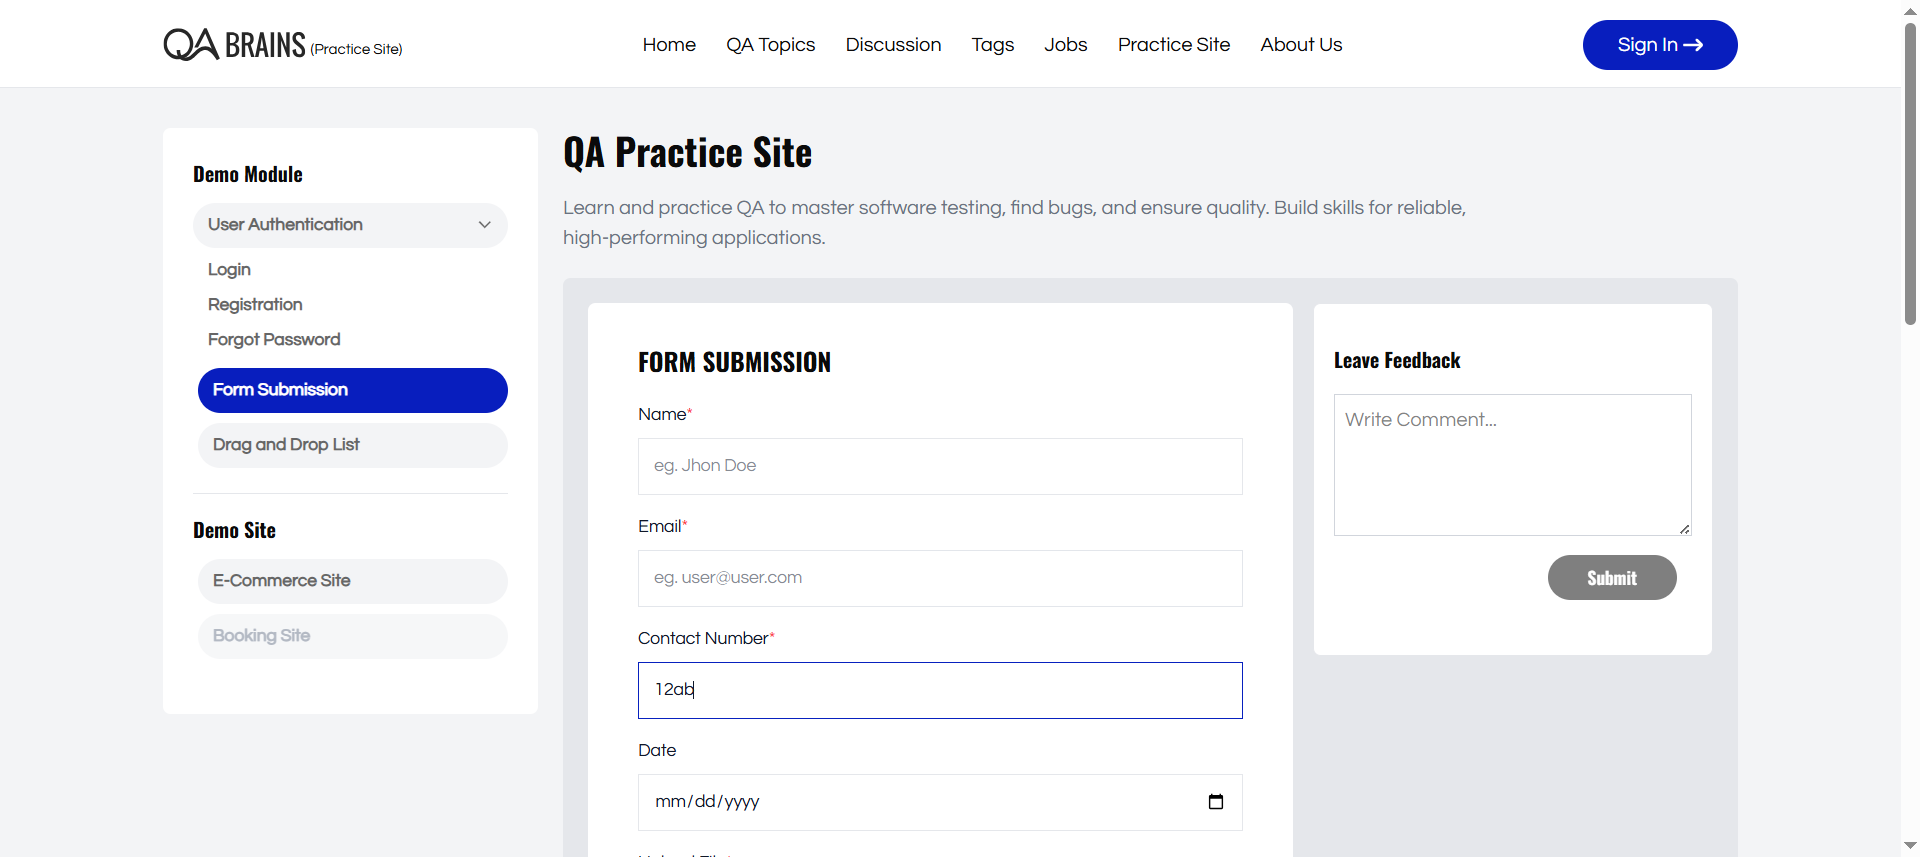 QA BRAINS (Practice Site)
Home
QA Topics
Discussion
Tags
Jobs
Practice Site
About Us
Sign In
Demo Module
User Authentication
Login
Registration
Forgot Password
Form Submission
Drag and Drop List
Demo Site
E-Commerce Site
Booking Site
QA Practice Site
Learn and practice QA to master software testing, find bugs, and ensure quality. Build skills for reliable,
high-performing applications.
FORM SUBMISSION
Name*
eg. Jhon Doe
Email*
eg. user@user.com
Contact Number*
12ab
Date
mm/dd/yyyy
Leave Feedback
Write Comment...
Submit